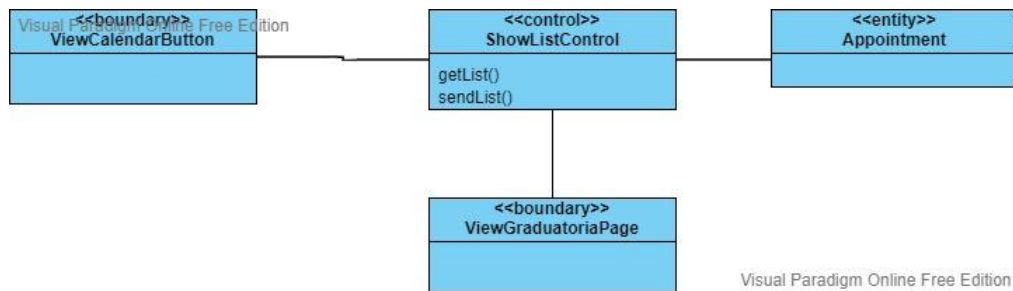 Visual Paradigm Online Free Edition
<<boundary>>
ViewCalendarButton
<<control>>
ShowListControl
getList()
sendList()
<<entity>>
Appointment
<<boundary>>
ViewGraduatoriaPage
Visual Paradigm Online Free Edition